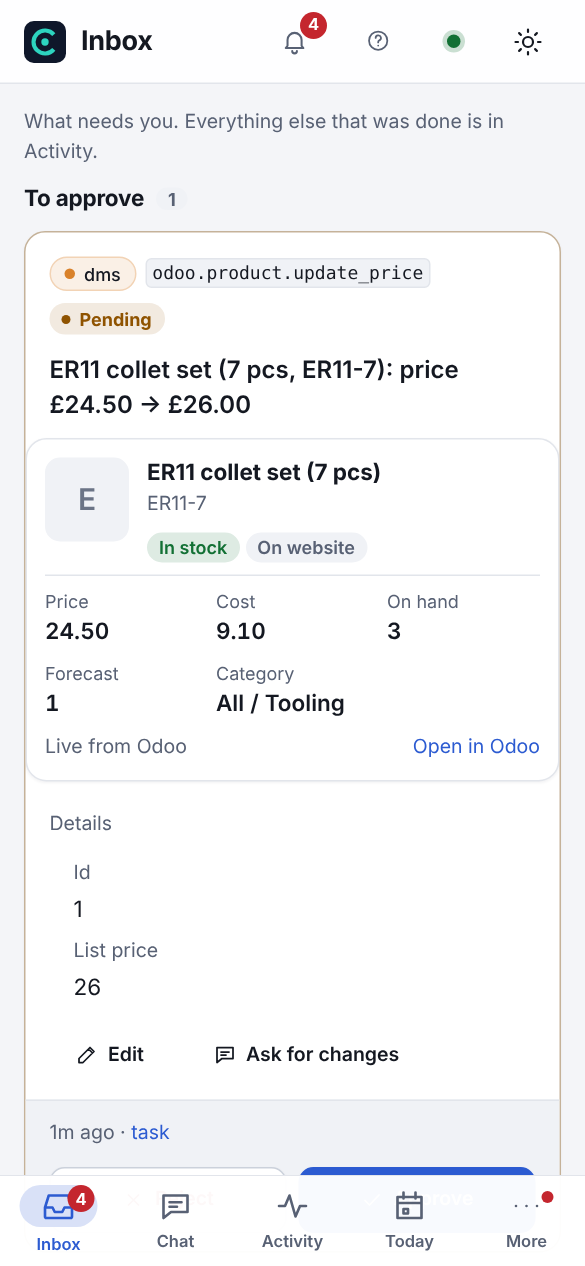 Inbox
4
What needs you. Everything else that was done is in
Activity.
To approve 1
dms odoo.product.update_price
Pending
ER11 collet set (7 pcs, ER11-7): price
£24.50 → £26.00
E
ER11 collet set (7 pcs)
ER11-7
In stock On website
Price Cost On hand
24.50 9.10 3
Forecast Category
1 All / Tooling
Live from Odoo Open in Odoo
Details
Id
1
List price
26
Edit Ask for changes
1m ago · task
4
Inbox Chat Activity Today More